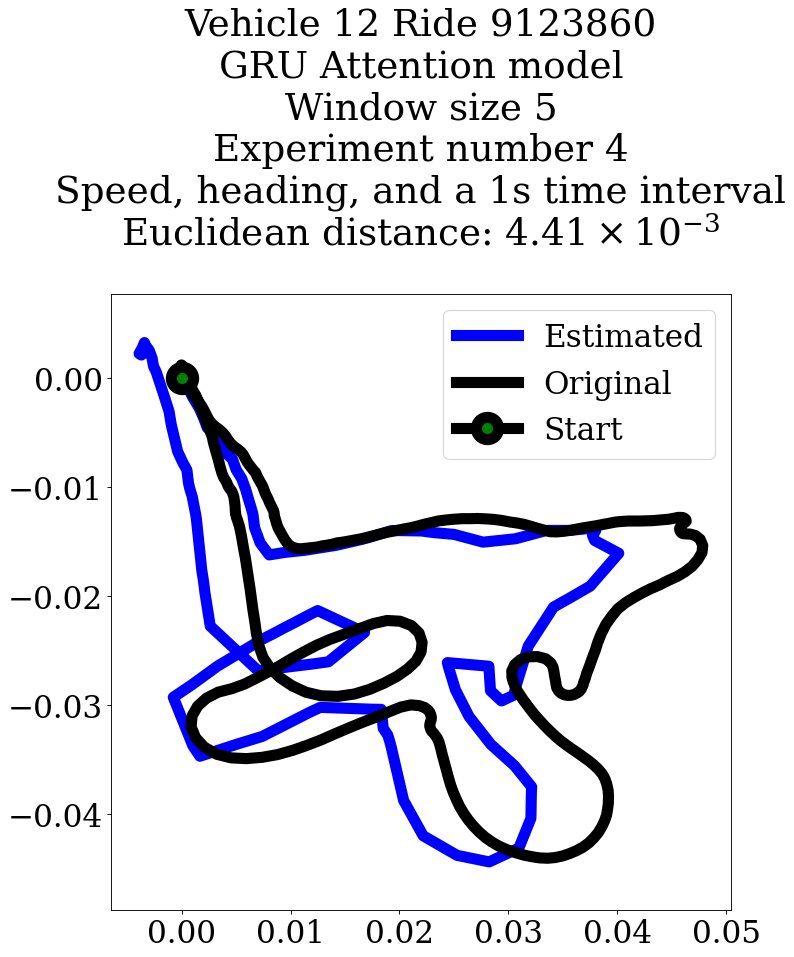 Vehicle 12 Ride 9123860
GRU Attention model
Window size 5
Experiment number 4
Speed, heading, and a 1s time interval
Euclidean distance: 4.41 × 10⁻³
Estimated
Original
Start
0.00
−0.01
−0.02
−0.03
−0.04
0.00 0.01 0.02 0.03 0.04 0.05